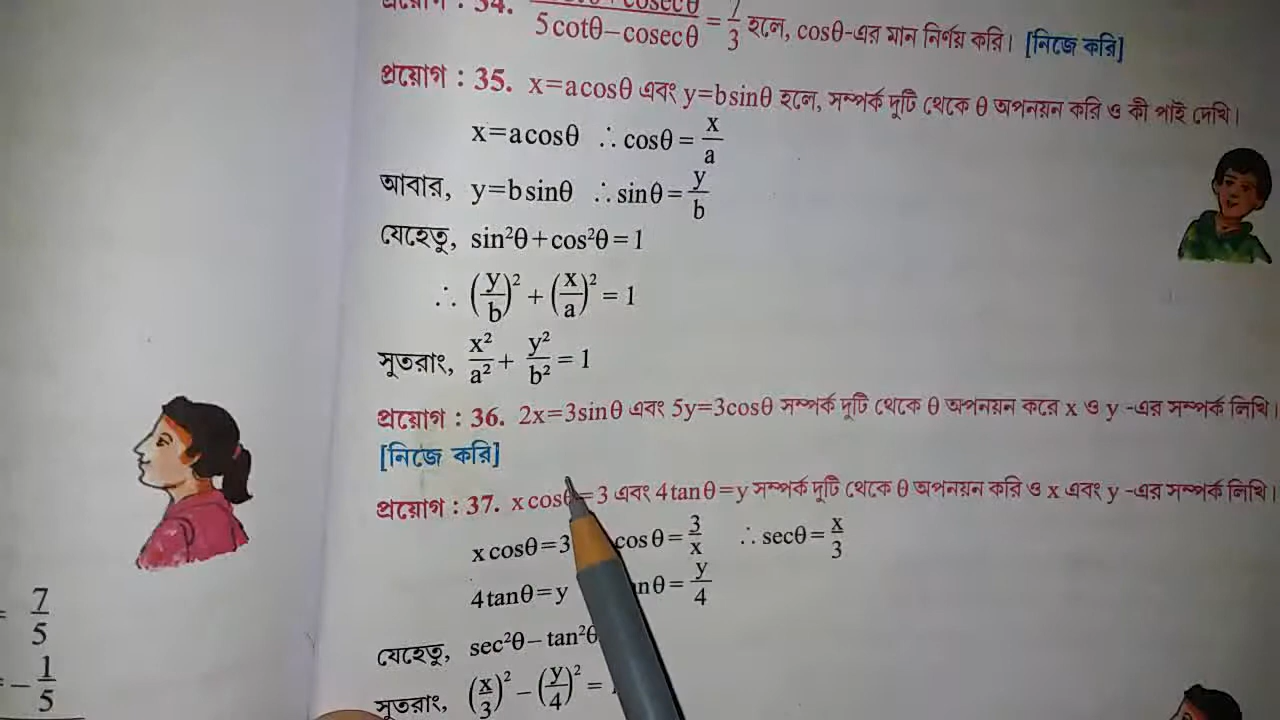 প্রয়োগ : 34. cosecθ / 5cotθ−cosecθ = 7/3 হলে, cosθ-এর মান নির্ণয় করি। [নিজে করি]
প্রয়োগ : 35. x=acosθ এবং y=bsinθ হলে, সম্পর্ক দুটি থেকে θ অপনয়ন করি ও কী পাই দেখি।
x=acosθ ∴ cosθ = x/a
আবার, y=bsinθ ∴ sinθ = y/b
যেহেতু, sin²θ+cos²θ=1
∴ (y/b)² + (x/a)² = 1
সুতরাং, x²/a² + y²/b² = 1
প্রয়োগ : 36. 2x=3sinθ এবং 5y=3cosθ সম্পর্ক দুটি থেকে θ অপনয়ন করে x ও y -এর সম্পর্ক লিখি।
[নিজে করি]
প্রয়োগ : 37. x cosθ=3 এবং 4tanθ=y সম্পর্ক দুটি থেকে θ অপনয়ন করি ও x এবং y -এর সম্পর্ক লিখি।
x cosθ=3 cosθ = 3/x ∴ secθ = x/3
4tanθ=y nθ = y/4
যেহেতু, sec²θ − tan²θ
সুতরাং, (x/3)² − (y/4)² =
= 7/5
= −1/5